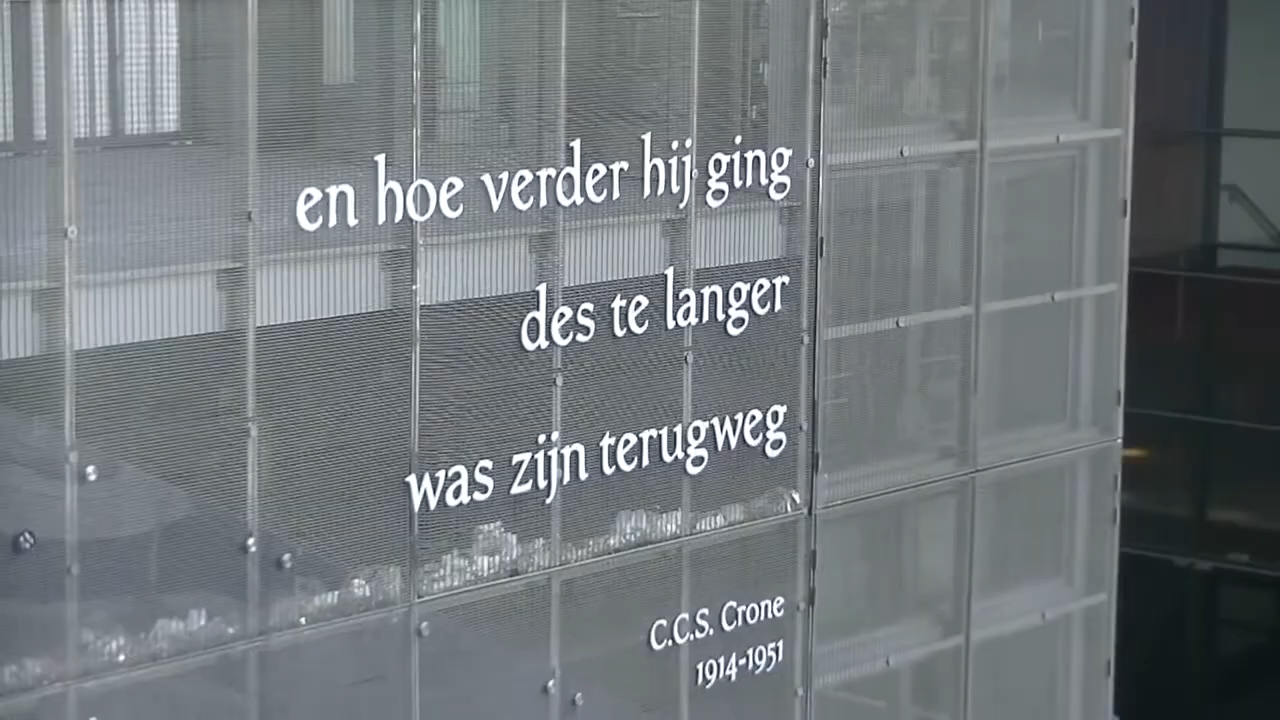 en hoe verder hij ging
des te langer
was zijn terugweg
C.C.S. Crone
1914-1951